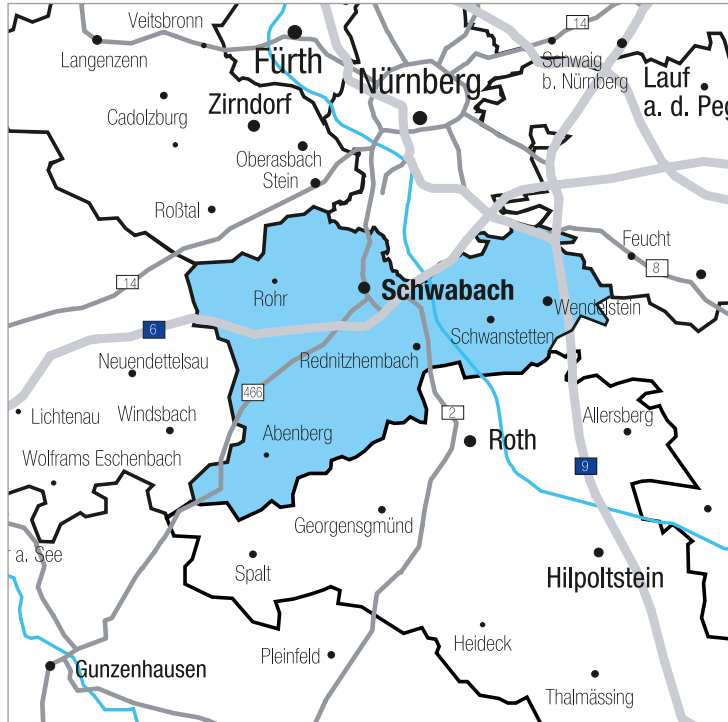 Veitsbronn
14
Langenzenn
Fürth
Schwaig
b. Nürnberg
Nürnberg
Lauf
a. d. Peg
Cadolzburg
Zirndorf
Oberasbach
Stein
Roßtal
Feucht
8
14
Rohr
Schwabach
Wendelstein
6
Schwanstetten
Rednitzhembach
Neuendettelsau
466
2
Lichtenau
Windsbach
Allersberg
Abenberg
Roth
Wolframs Eschenbach
9
Georgensgmünd
r a. See
Spalt
Hilpoltstein
Heideck
Pleinfeld
Gunzenhausen
Thalmässing